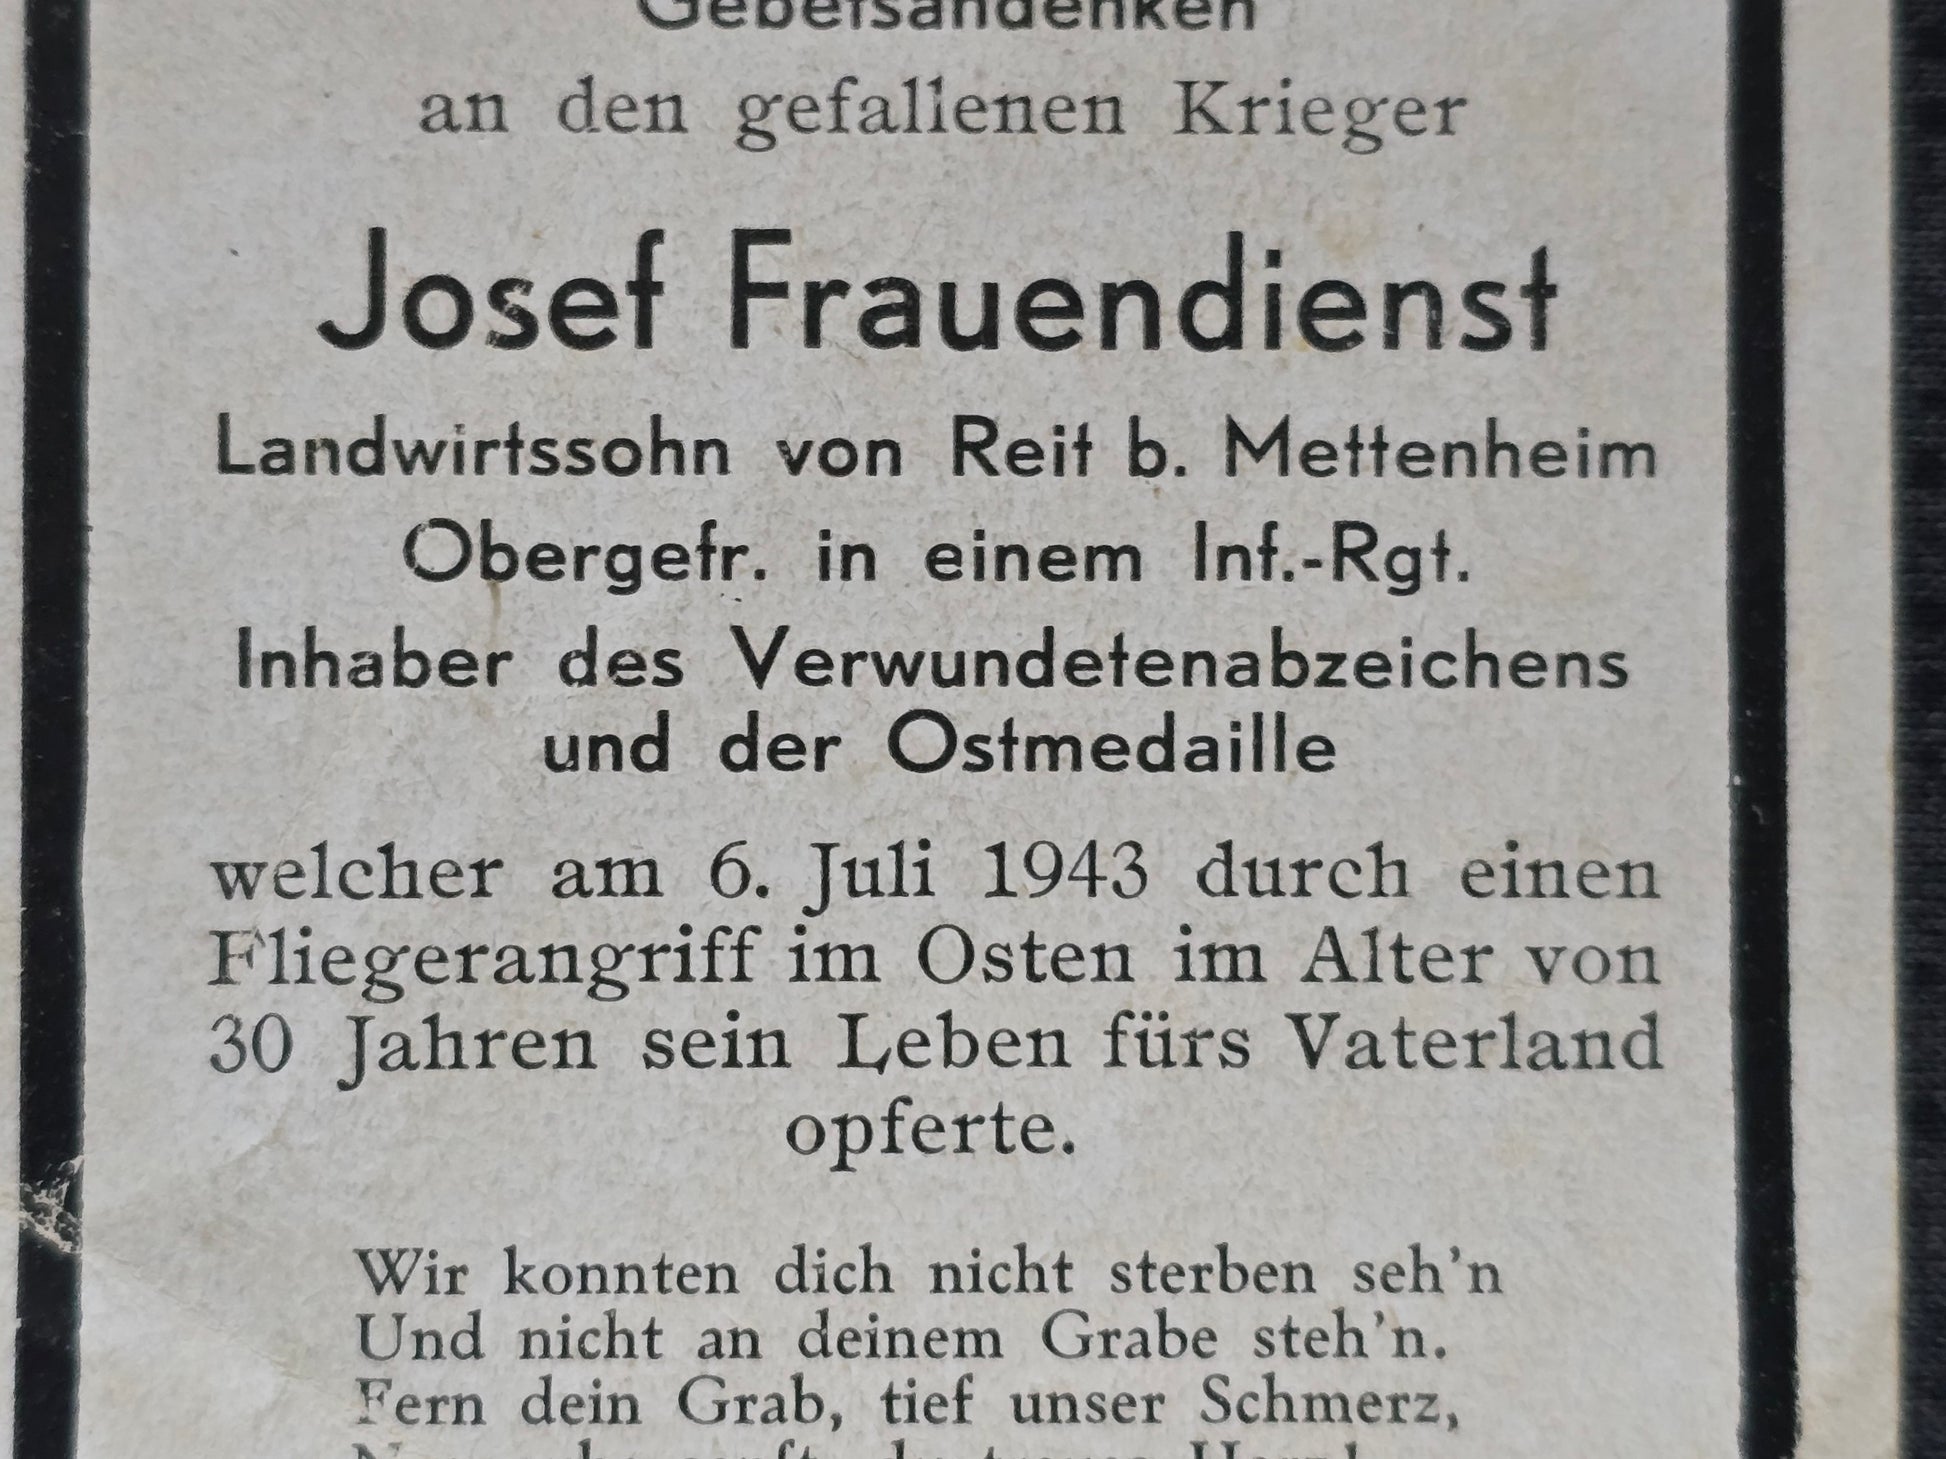 Gebetsandenken
an den gefallenen Krieger
Josef Frauendienst
Landwirtssohn von Reit b. Mettenheim
Obergefr. in einem Inf.-Rgt.
Inhaber des Verwundetenabzeichens
und der Ostmedaille
welcher am 6. Juli 1943 durch einen
Fliegerangriff im Osten im Alter von
30 Jahren sein Leben fürs Vaterland
opferte.
Wir konnten dich nicht sterben seh'n
Und nicht an deinem Grabe steh'n.
Fern dein Grab, tief unser Schmerz,